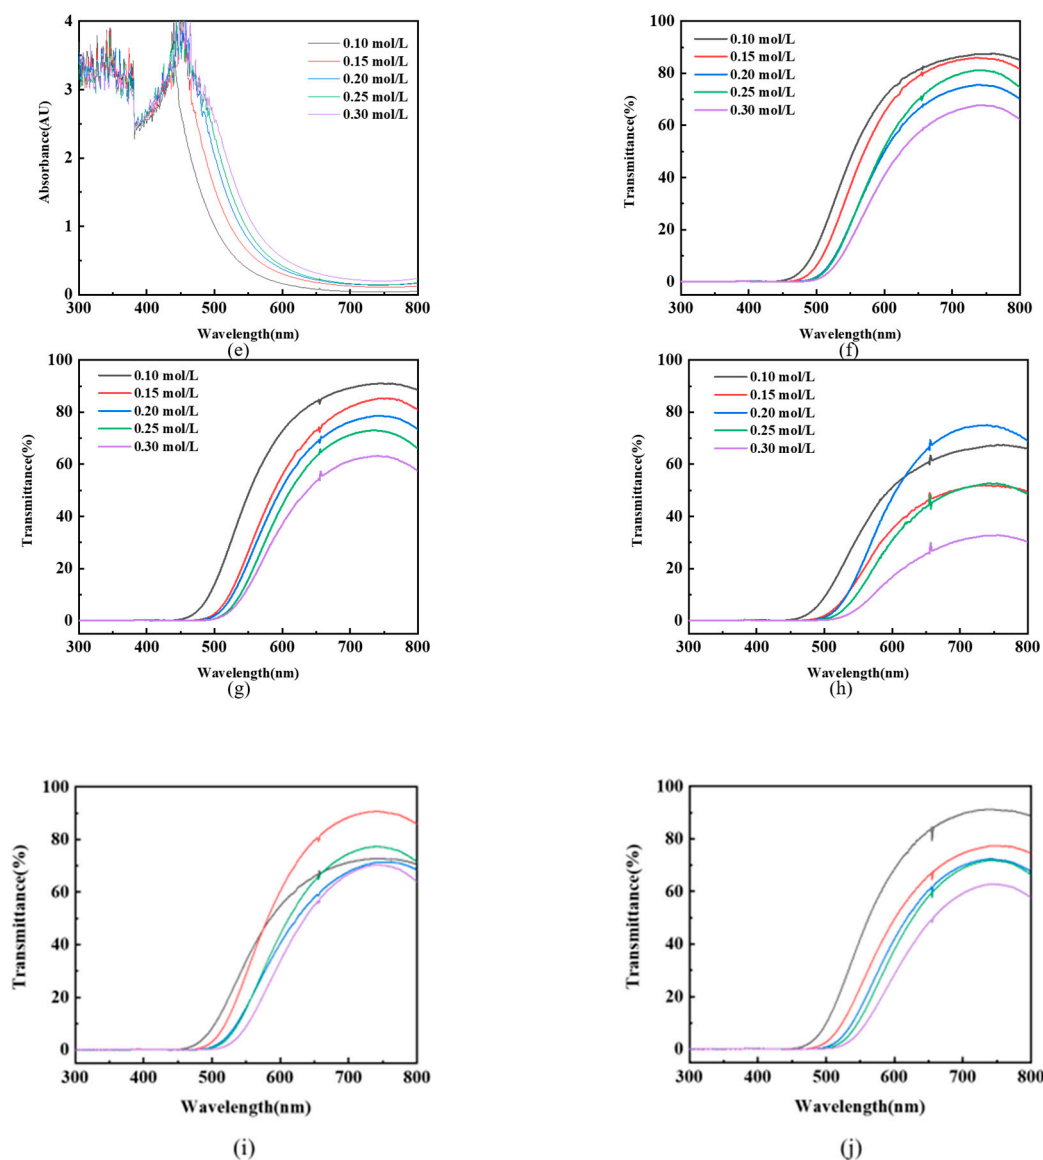 4
3
2
1
0
Absorbance(AU)
300 400 500 600 700 800
Wavelength(nm)
0.10 mol/L
0.15 mol/L
0.20 mol/L
0.25 mol/L
0.30 mol/L
(e)
100
80
60
40
20
0
Transmittance(%)
300 400 500 600 700 800
Wavelength(nm)
0.10 mol/L
0.15 mol/L
0.20 mol/L
0.25 mol/L
0.30 mol/L
(f)
100
80
60
40
20
0
Transmittance(%)
300 400 500 600 700 800
Wavelength(nm)
0.10 mol/L
0.15 mol/L
0.20 mol/L
0.25 mol/L
0.30 mol/L
(g)
100
80
60
40
20
0
Transmittance(%)
300 400 500 600 700 800
Wavelength(nm)
0.10 mol/L
0.15 mol/L
0.20 mol/L
0.25 mol/L
0.30 mol/L
(h)
100
80
60
40
20
0
Transmittance(%)
300 400 500 600 700 800
Wavelength(nm)
(i)
100
80
60
40
20
0
Transmittance(%)
300 400 500 600 700 800
Wavelength(nm)
(j)